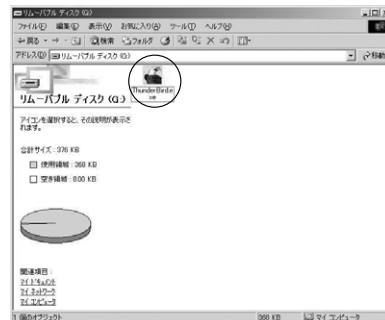 リムーバブル ディスク (G:)
ファイル(F) 編集(E) 表示(V) お気に入り(A) ツール(T) ヘルプ(H)
戻る 検索 フォルダ
アドレス(D) リムーバブル ディスク (G:) 移動
リムーバブル ディスク (G:)
ThunderBird.e
xe
アイコンを選択すると、その説明が表示さ
れます。
合計サイズ : 376 KB
使用領域 : 368 KB
空き領域 : 8.00 KB
関連項目 :
マイ ドキュメント
マイ ネットワーク
マイ コンピュータ
1 個のオブジェクト 368 KB マイ コンピュータ